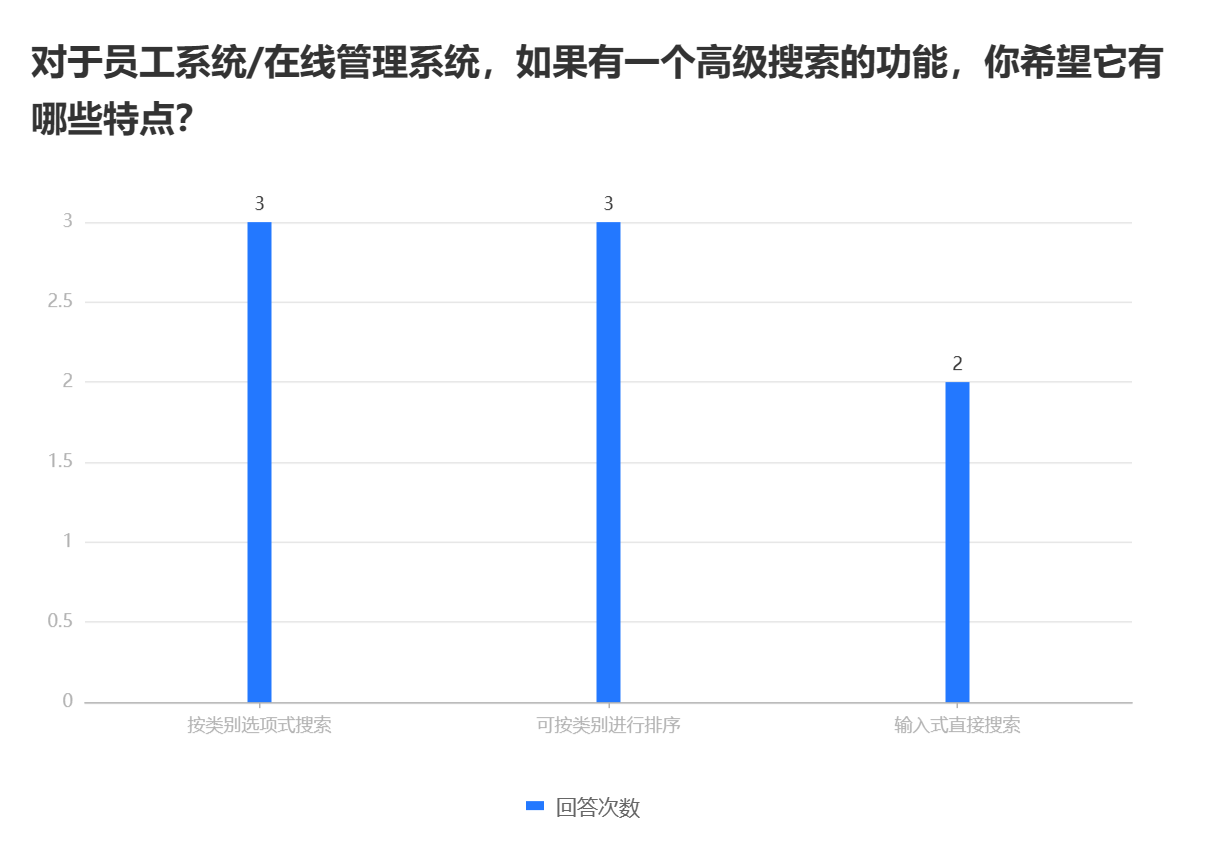 对于员工系统/在线管理系统，如果有一个高级搜索的功能，你希望它有
哪些特点？
3
3
2
3
2.5
2
1.5
1
0.5
0
按类别选项式搜索
可按类别进行排序
输入式直接搜索
回答次数